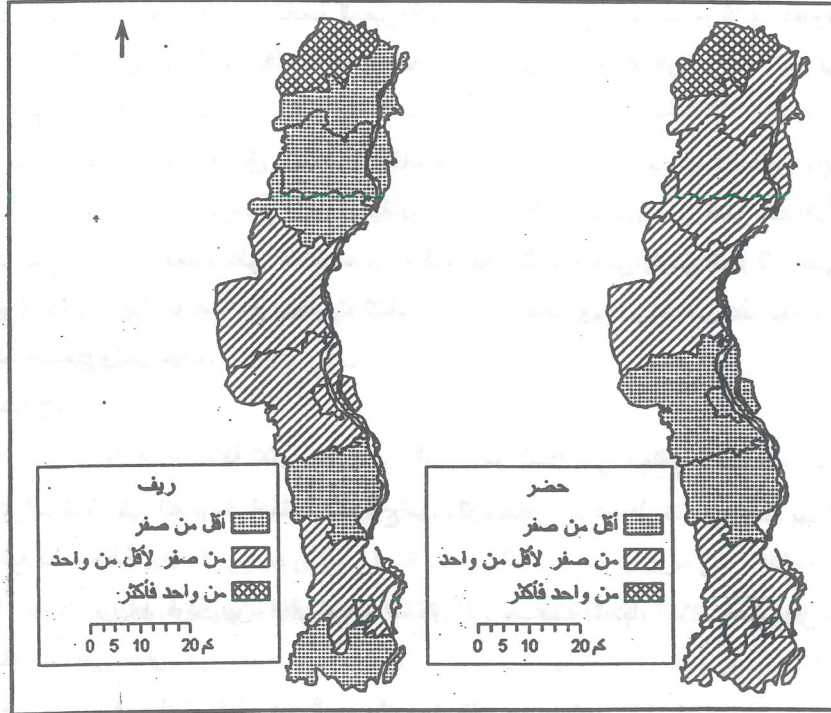 حضر
أقل من صفر
من صفر لأقل من واحد
من واحد فأكثر
0 5 10 20 كم
ريف
أقل من صفر
من صفر لأقل من واحد
من واحد فأكثر
0 5 10 20 كم